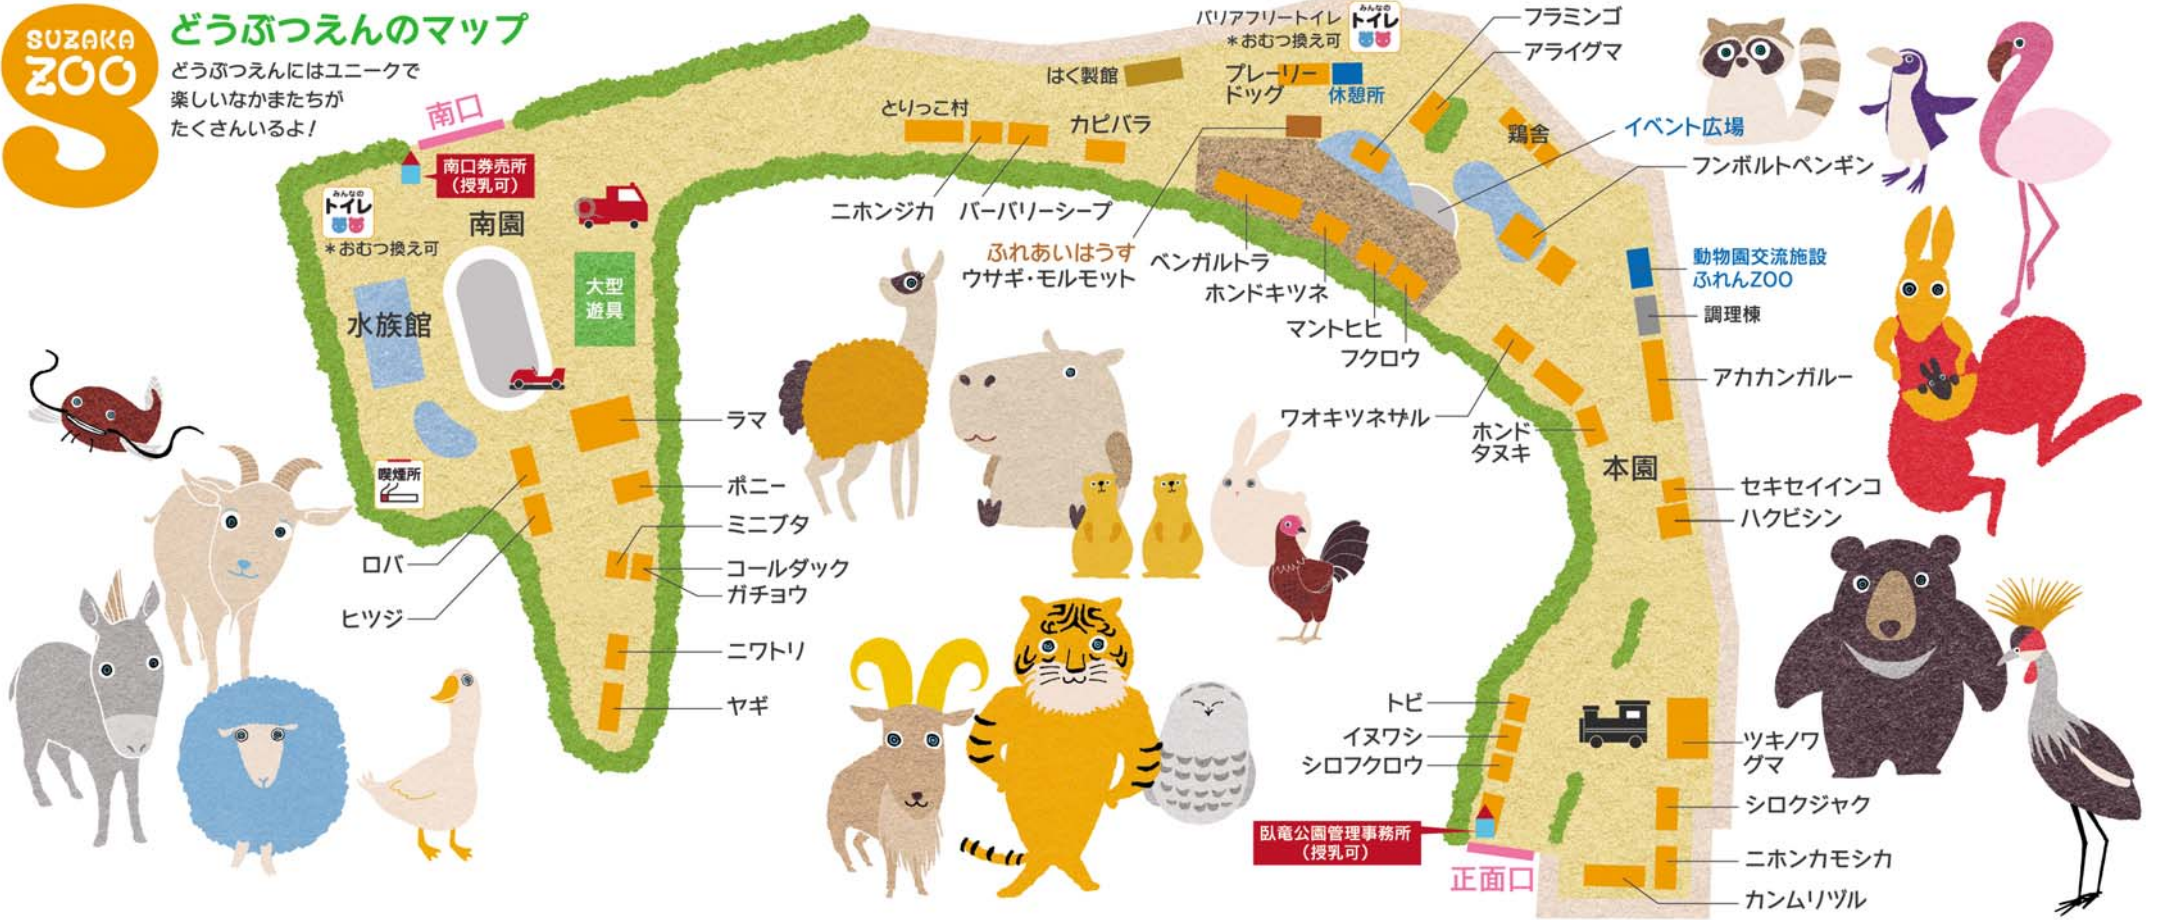 SUZAKA
ZOO
どうぶつえんのマップ
どうぶつえんにはユニークで
楽しいなかまたちが
たくさんいるよ!
南口
南口券売所
(授乳可)
みんなの
トイレ
*おむつ換え可
南園
水族館
大型
遊具
喫煙所
ロバ
ヒツジ
ラマ
ポニー
ミニブタ
コールダック
ガチョウ
ニワトリ
ヤギ
とりっこ村
ニホンジカ
バーバリーシープ
はく製館
カピバラ
バリアフリートイレ
*おむつ換え可
みんなの
トイレ
プレーリー
ドッグ
休憩所
フラミンゴ
アライグマ
鶏舎
イベント広場
フンボルトペンギン
ふれあいはうす
ウサギ・モルモット
ベンガルトラ
ホンドキツネ
マントヒヒ
フクロウ
動物園交流施設
ふれんZOO
調理棟
アカカンガルー
ワオキツネザル
ホンド
タヌキ
本園
セキセイインコ
ハクビシン
トビ
イヌワシ
シロフクロウ
臥竜公園管理事務所
(授乳可)
正面口
ツキノワ
グマ
シロクジャク
ニホンカモシカ
カンムリヅル